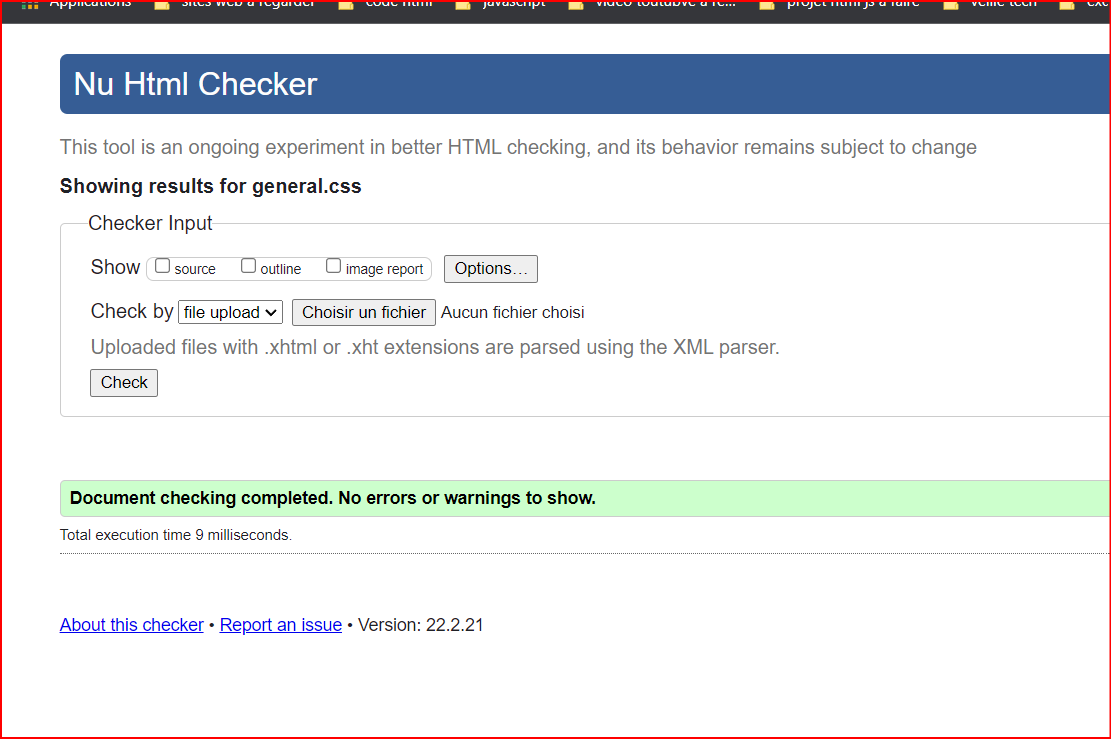 Applications sites web a regarder code html javascript video toutubve a re... projet html js a faire veille tech
Nu Html Checker
This tool is an ongoing experiment in better HTML checking, and its behavior remains subject to change
Showing results for general.css
Checker Input
Show source outline image report Options…
Check by file upload Choisir un fichier Aucun fichier choisi
Uploaded files with .xhtml or .xht extensions are parsed using the XML parser.
Check
Document checking completed. No errors or warnings to show.
Total execution time 9 milliseconds.
About this checker • Report an issue • Version: 22.2.21